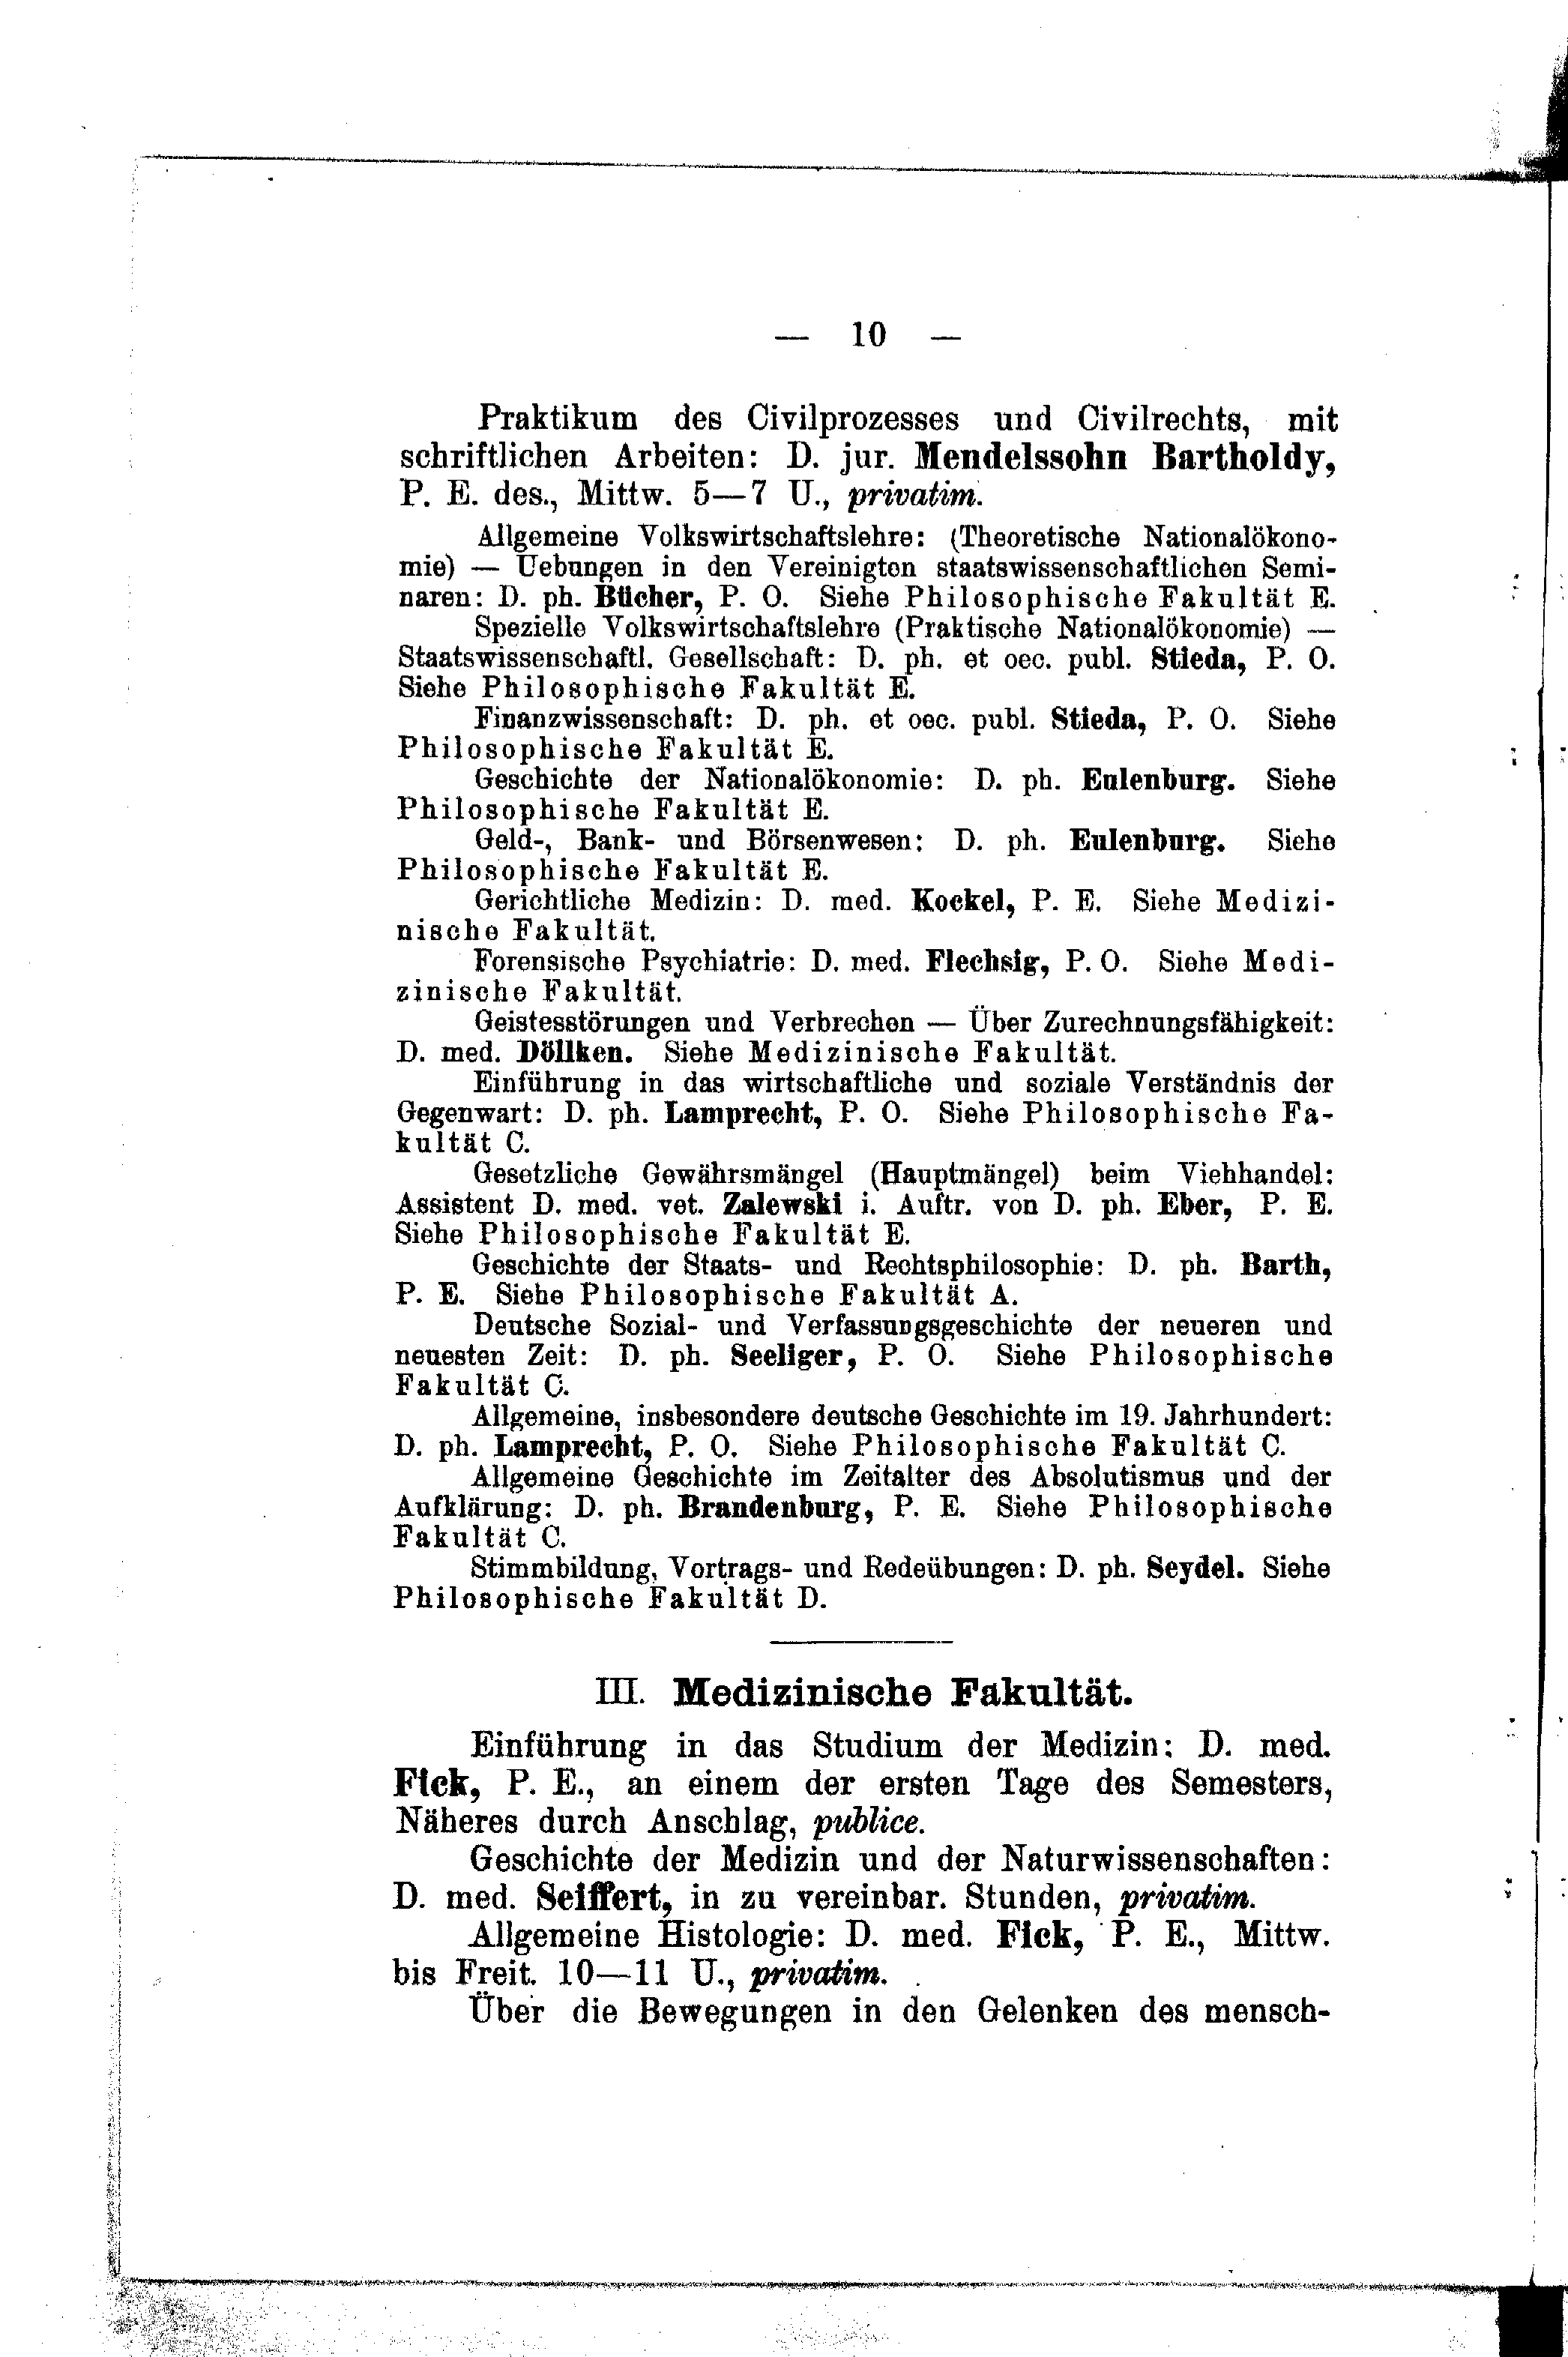 — 10 —
Praktikum des Civilprozesses und Civilrechts, mit
schriftlichen Arbeiten: D. jur. Mendelssohn Bartholdy,
P. E. des., Mittw. 5—7 U., privatim.
Allgemeine Volkswirtschaftslehre: (Theoretische Nationalökono-
mie) — Uebungen in den Vereinigten staatswissenschaftlichen Semi-
naren: D. ph. Bücher, P. O. Siehe Philosophische Fakultät E.
Spezielle Volkswirtschaftslehre (Praktische Nationalökonomie) —
Staatswissenschaftl. Gesellschaft: D. ph. et oec. publ. Stieda, P. O.
Siehe Philosophische Fakultät E.
Finanzwissenschaft: D. ph. et oec. publ. Stieda, P. O. Siehe
Philosophische Fakultät E.
Geschichte der Nationalökonomie: D. ph. Eulenburg. Siehe
Philosophische Fakultät E.
Geld-, Bank- und Börsenwesen: D. ph. Eulenburg. Siehe
Philosophische Fakultät E.
Gerichtliche Medizin: D. med. Kockel, P. E. Siehe Medizi-
nische Fakultät.
Forensische Psychiatrie: D. med. Flechsig, P. O. Siehe Medi-
zinische Fakultät.
Geistesstörungen und Verbrechen — Über Zurechnungsfähigkeit:
D. med. Döllken. Siehe Medizinische Fakultät.
Einführung in das wirtschaftliche und soziale Verständnis der
Gegenwart: D. ph. Lamprecht, P. O. Siehe Philosophische Fa-
kultät C.
Gesetzliche Gewährsmängel (Hauptmängel) beim Viehhandel:
Assistent D. med. vet. Zalewski i. Auftr. von D. ph. Eber, P. E.
Siehe Philosophische Fakultät E.
Geschichte der Staats- und Rechtsphilosophie: D. ph. Barth,
P. E. Siehe Philosophische Fakultät A.
Deutsche Sozial- und Verfassungsgeschichte der neueren und
neuesten Zeit: D. ph. Seeliger, P. O. Siehe Philosophische
Fakultät C.
Allgemeine, insbesondere deutsche Geschichte im 19. Jahrhundert:
D. ph. Lamprecht, P. O. Siehe Philosophische Fakultät C.
Allgemeine Geschichte im Zeitalter des Absolutismus und der
Aufklärung: D. ph. Brandenburg, P. E. Siehe Philosophische
Fakultät C.
Stimmbildung, Vortrags- und Redeübungen: D. ph. Seydel. Siehe
Philosophische Fakultät D.
III. Medizinische Fakultät.
Einführung in das Studium der Medizin: D. med.
Fick, P. E., an einem der ersten Tage des Semesters,
Näheres durch Anschlag, publice.
Geschichte der Medizin und der Naturwissenschaften:
D. med. Seiffert, in zu vereinbar. Stunden, privatim.
Allgemeine Histologie: D. med. Fick, P. E., Mittw.
bis Freit. 10—11 U., privatim.
Über die Bewegungen in den Gelenken des mensch-